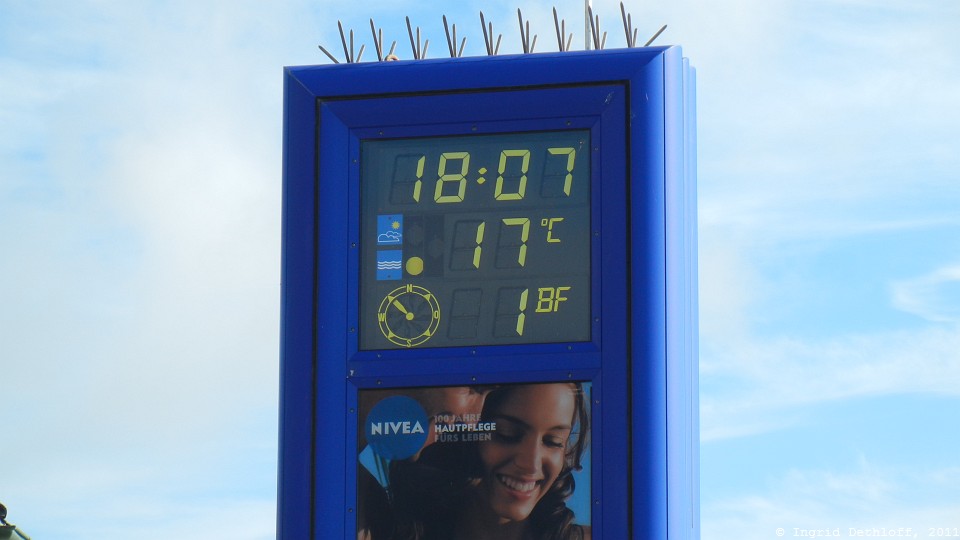 18:07
17 °C
1 BF
N
W O
S
NIVEA
100 JAHRE
HAUTPFLEGE
FÜRS LEBEN
© Ingrid Dethloff, 2011